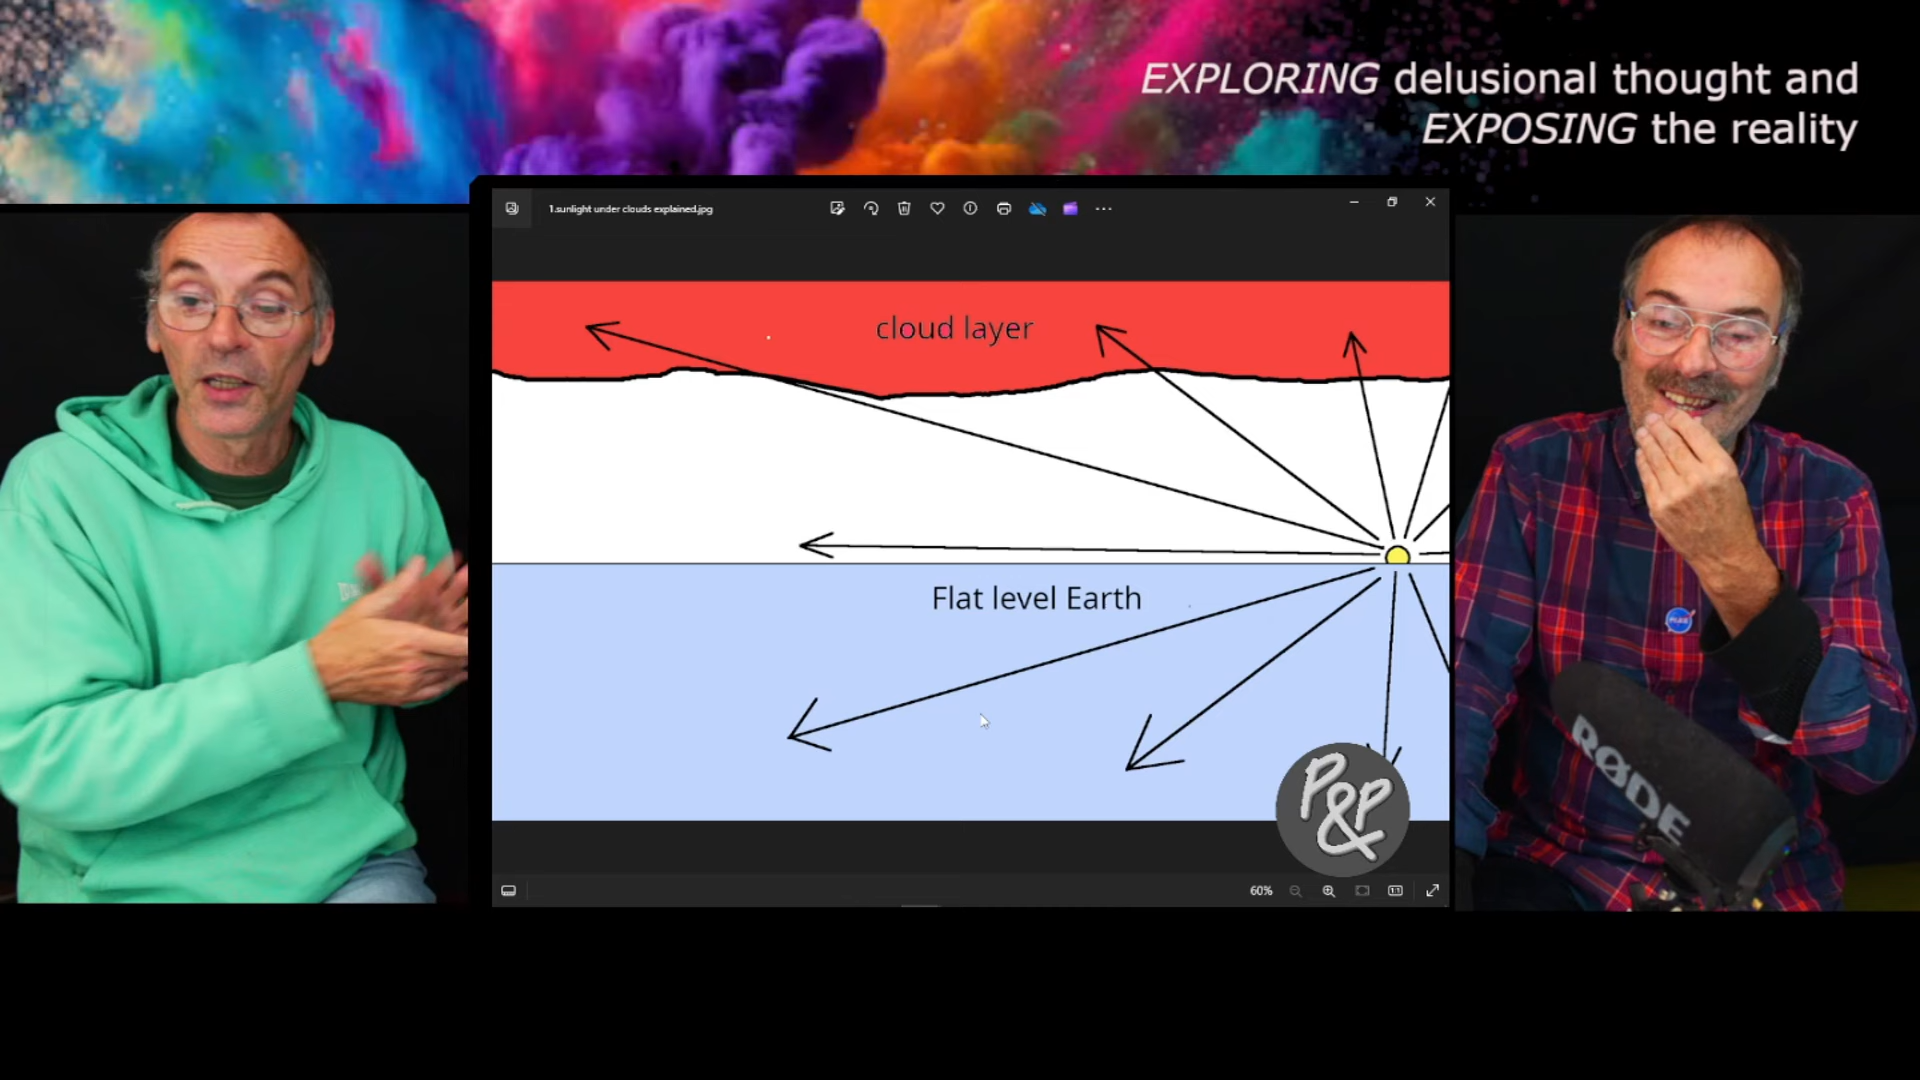 EXPLORING delusional thought and
EXPOSING the reality
1.sunlight under clouds explained.jpg
cloud layer
Flat level Earth
P&P
60%
RØDE